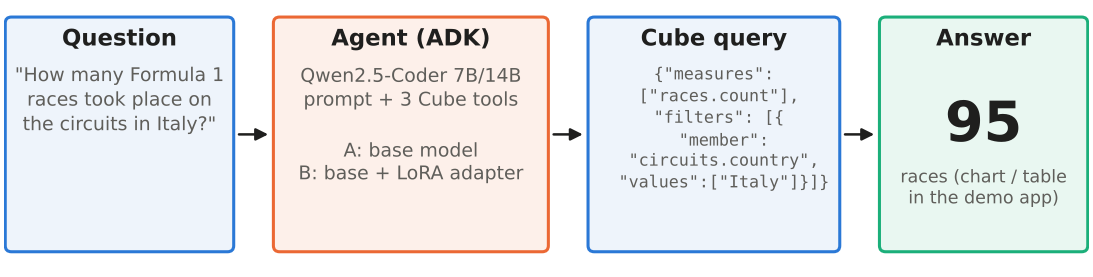 Question
"How many Formula 1
races took place on
the circuits in Italy?"
Agent (ADK)
Qwen2.5-Coder 7B/14B
prompt + 3 Cube tools
A: base model
B: base + LoRA adapter
Cube query
{"measures":
["races.count"],
"filters": [{
"member":
"circuits.country",
"values":["Italy"]}]}
Answer
95
races (chart / table
in the demo app)